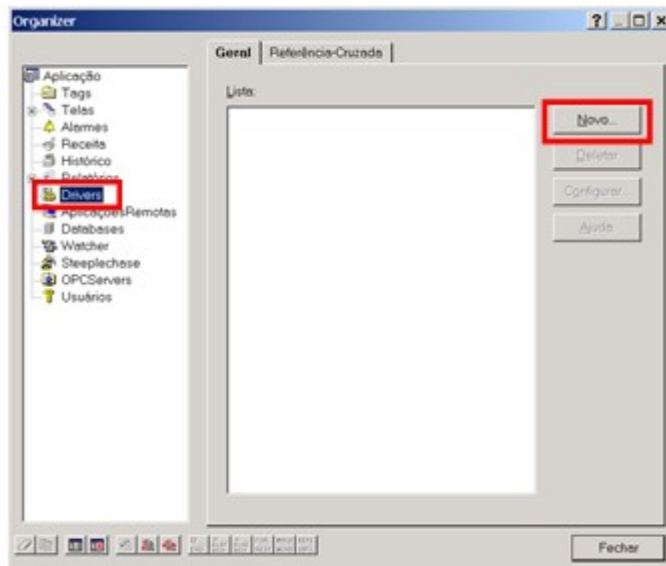 Organizer
Geral
Referência-Cruzada
Aplicação
Tags
Telas
Alarmes
Receita
Histórico
Relatórios
Drivers
AplicaçõesRemotas
Databases
Watcher
Steeplechase
OPCServers
Usuários
Lista:
Novo...
Deletar
Configurar...
Ajuda
Fechar